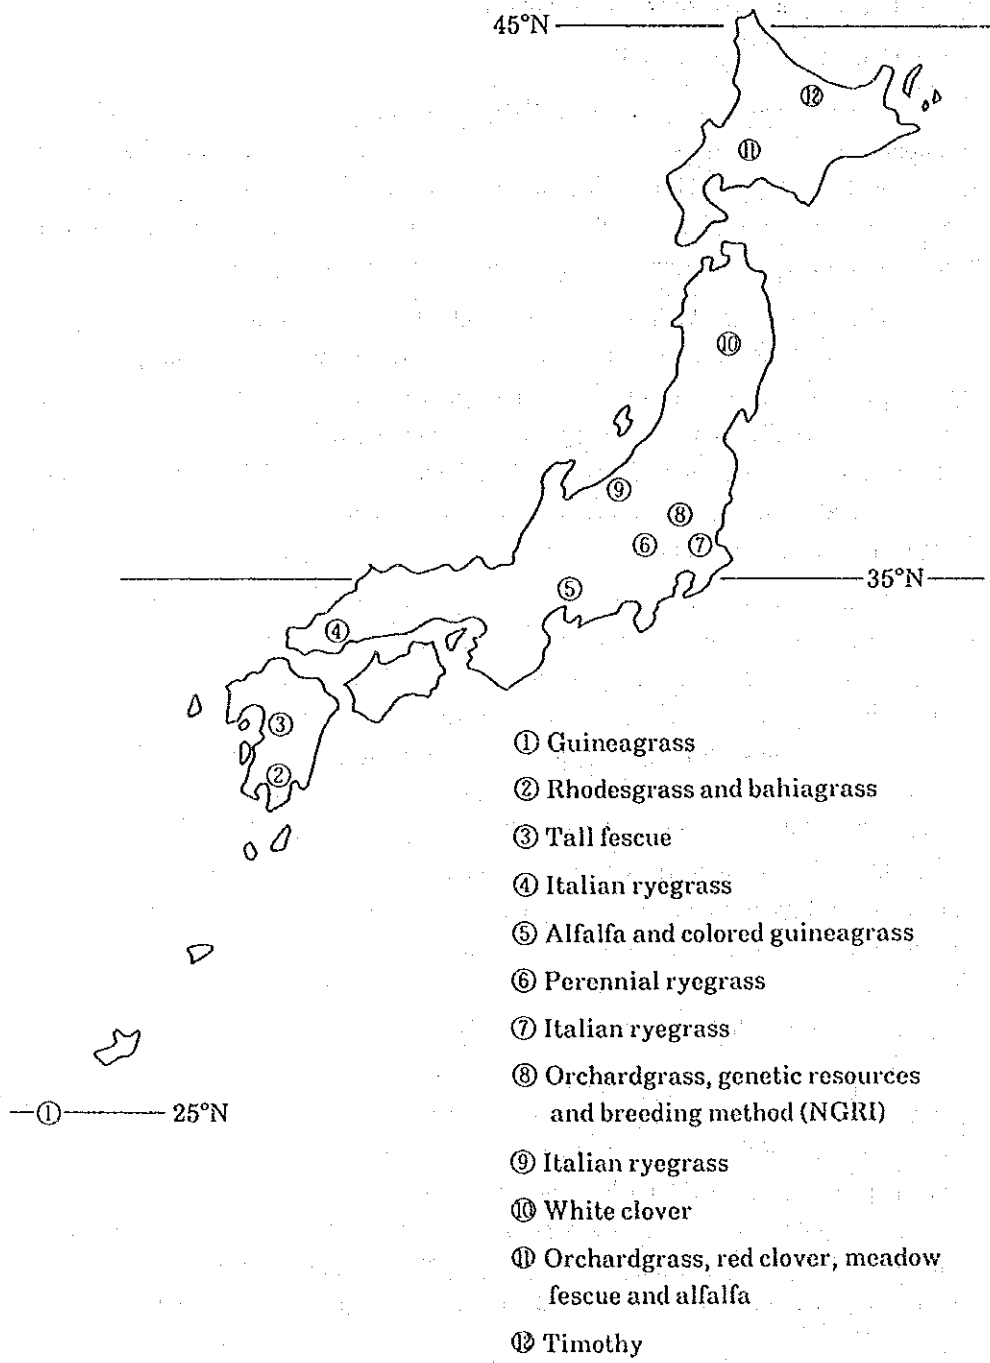 45°N
⑫
⑪
⑩
⑨
⑧
⑥ ⑦
35°N
⑤
④
③
②
① Guineagrass
② Rhodesgrass and bahiagrass
③ Tall fescue
④ Italian ryegrass
⑤ Alfalfa and colored guineagrass
⑥ Perennial ryegrass
⑦ Italian ryegrass
⑧ Orchardgrass, genetic resources
and breeding method (NGRI)
① 25°N
⑨ Italian ryegrass
⑩ White clover
⑪ Orchardgrass, red clover, meadow
fescue and alfalfa
⑫ Timothy